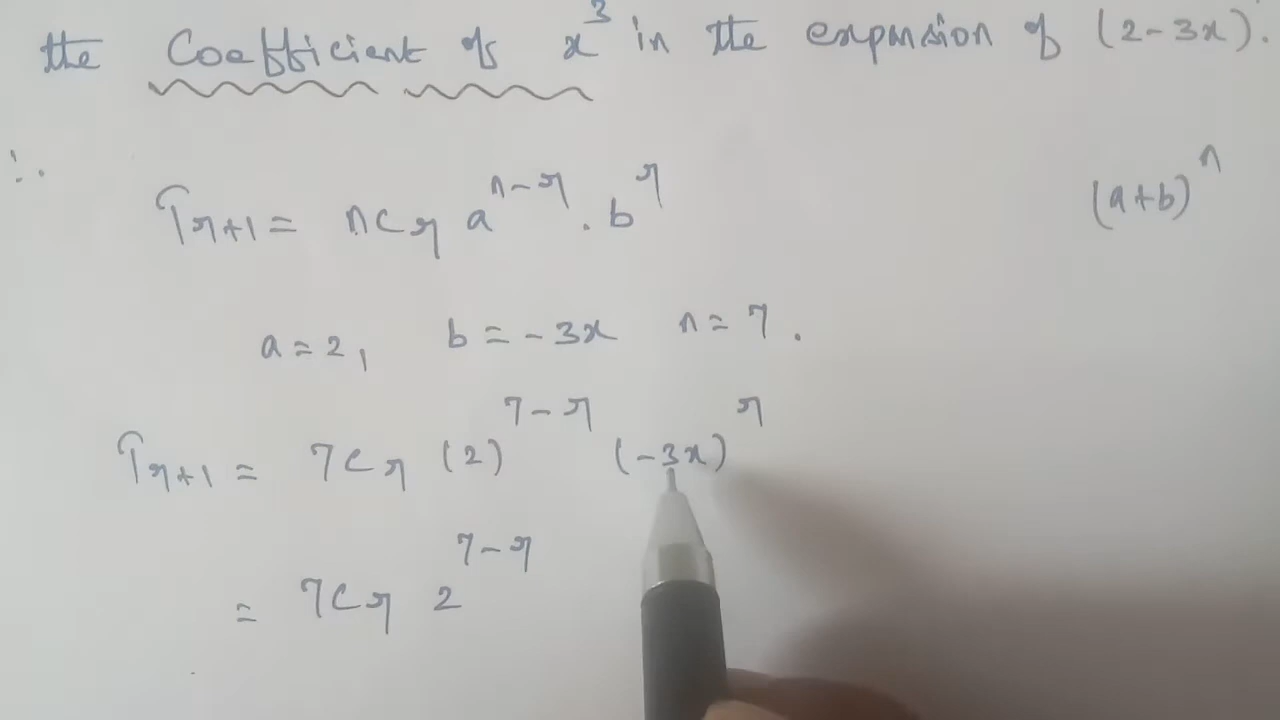 the Coefficient of x³ in the expansion of (2-3x).
∴
Tr+1 = nCr a^(n-r) . b^r (a+b)^n
a=2, b=-3x n=7.
Tr+1 = 7Cr (2)^(7-r) (-3x)^r
= 7Cr 2^(7-r)